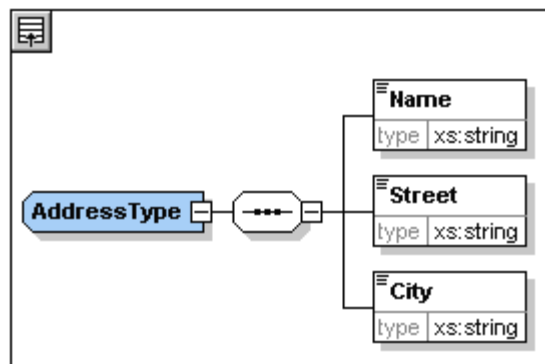 Name
type xs:string
AddressType
Street
type xs:string
City
type xs:string